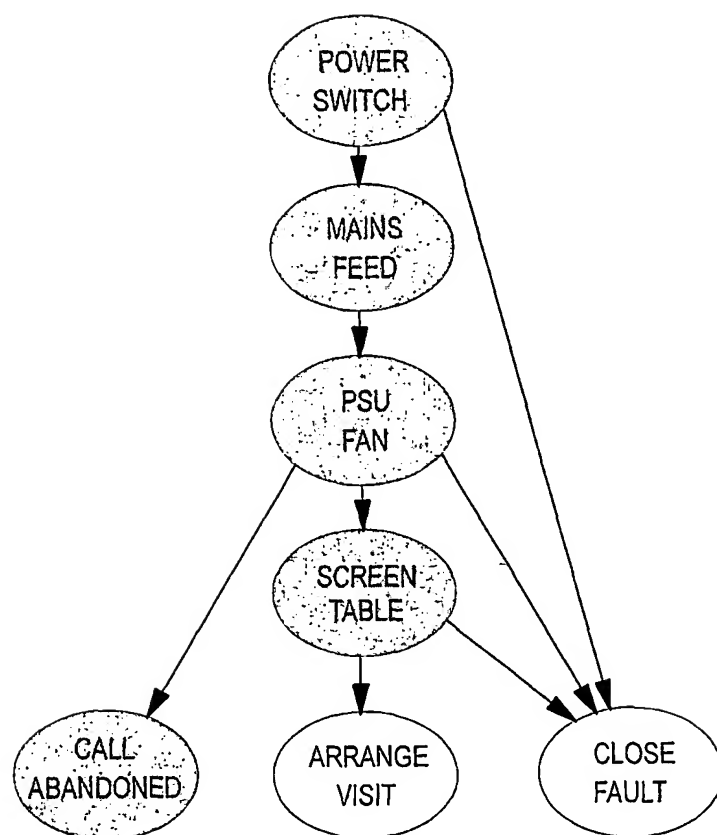 POWER
SWITCH
MAINS
FEED
PSU
FAN
SCREEN
TABLE
CALL
ABANDONED
ARRANGE
VISIT
CLOSE
FAULT